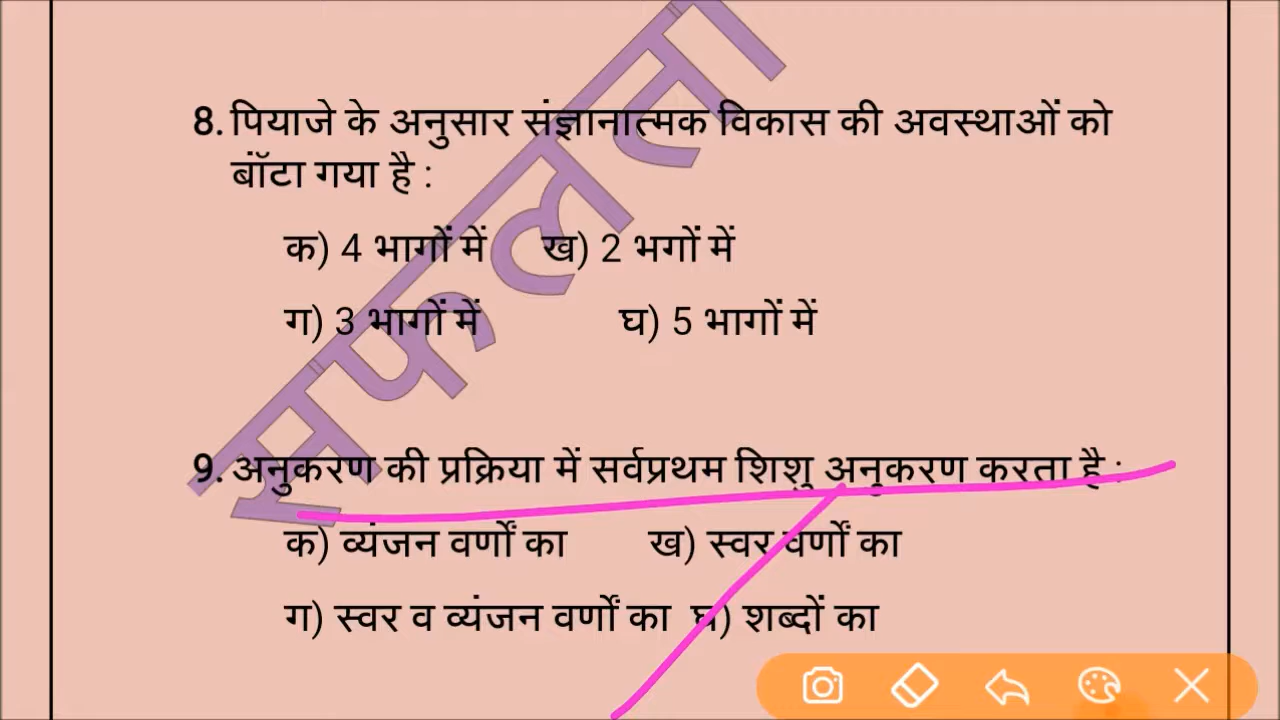 8. पियाजे के अनुसार संज्ञानात्मक विकास की अवस्थाओं को
बॉंटा गया है :
क) 4 भागों में ख) 2 भगों में
ग) 3 भागों में घ) 5 भागों में
9. अनुकरण की प्रक्रिया में सर्वप्रथम शिशु अनुकरण करता है :
क) व्यंजन वर्णों का ख) स्वर वर्णों का
ग) स्वर व व्यंजन वर्णों का घ) शब्दों का
सफलता